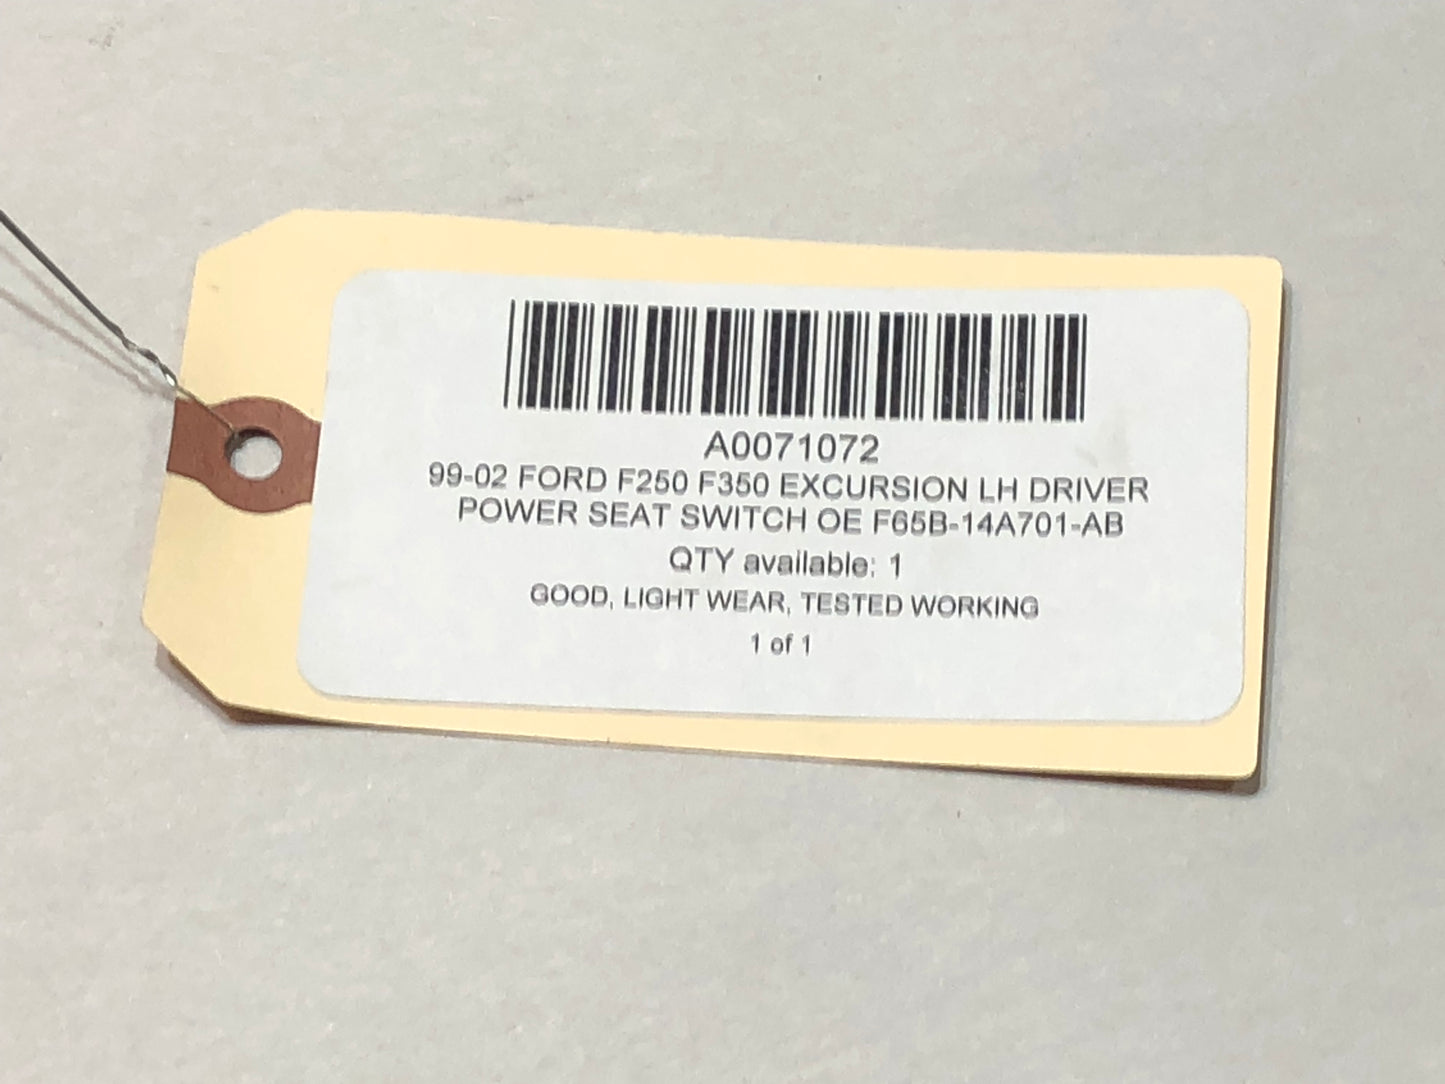 A0071072
99-02 FORD F250 F350 EXCURSION LH DRIVER
POWER SEAT SWITCH OE F65B-14A701-AB
QTY available: 1
GOOD, LIGHT WEAR, TESTED WORKING
1 of 1